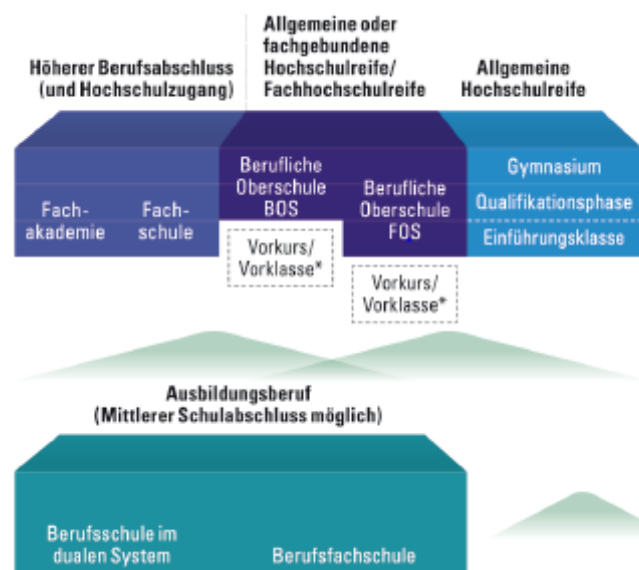 Höherer Berufsabschluss
(und Hochschulzugang)
Allgemeine oder
fachgebundene
Hochschulreife/
Fachhochschulreife
Allgemeine
Hochschulreife
Fach-
akademie
Fach-
schule
Berufliche
Oberschule
BOS
Vorkurs/
Vorklasse*
Berufliche
Oberschule
FOS
Vorkurs/
Vorklasse*
Gymnasium
Qualifikationsphase
Einführungsklasse
Ausbildungsberuf
(Mittlerer Schulabschluss möglich)
Berufsschule im
dualen System
Berufsfachschule